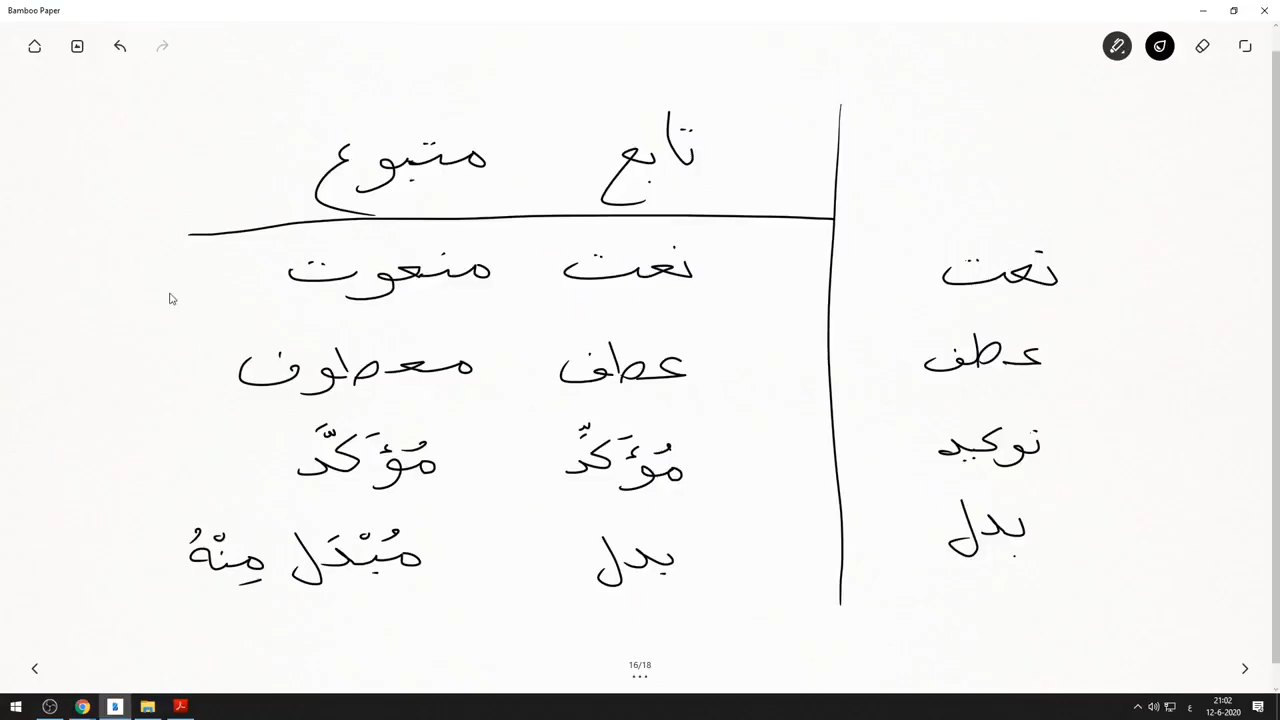 Bamboo Paper
تابع متبوع
نعت نعت منعوت
عطف عطف معطوف
توكيد مُؤَكِّد مُؤَكَّد
بدل بدل مُبْدَل مِنْهُ
16/18
21:02
12-6-2020